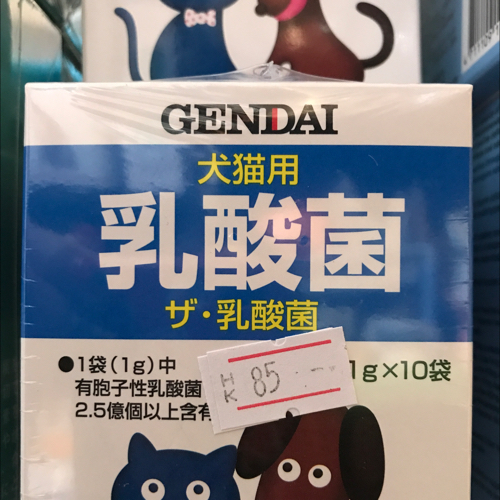 GENDAI
犬猫用
乳酸菌
ザ・乳酸菌
●1袋(1g)中
有胞子性乳酸菌
2.5億個以上含有
1g×10袋
HK 85